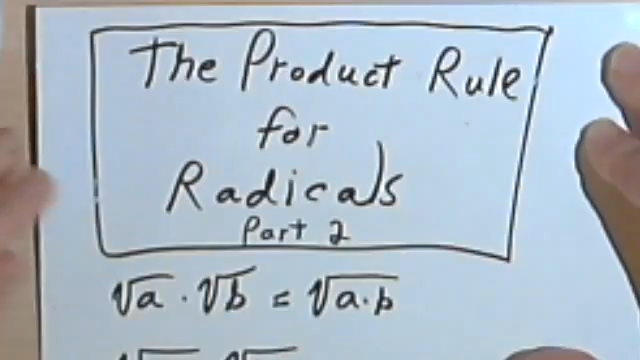 The Product Rule
for
Radicals
Part 2
ⁿ√a · ⁿ√b = ⁿ√a·b